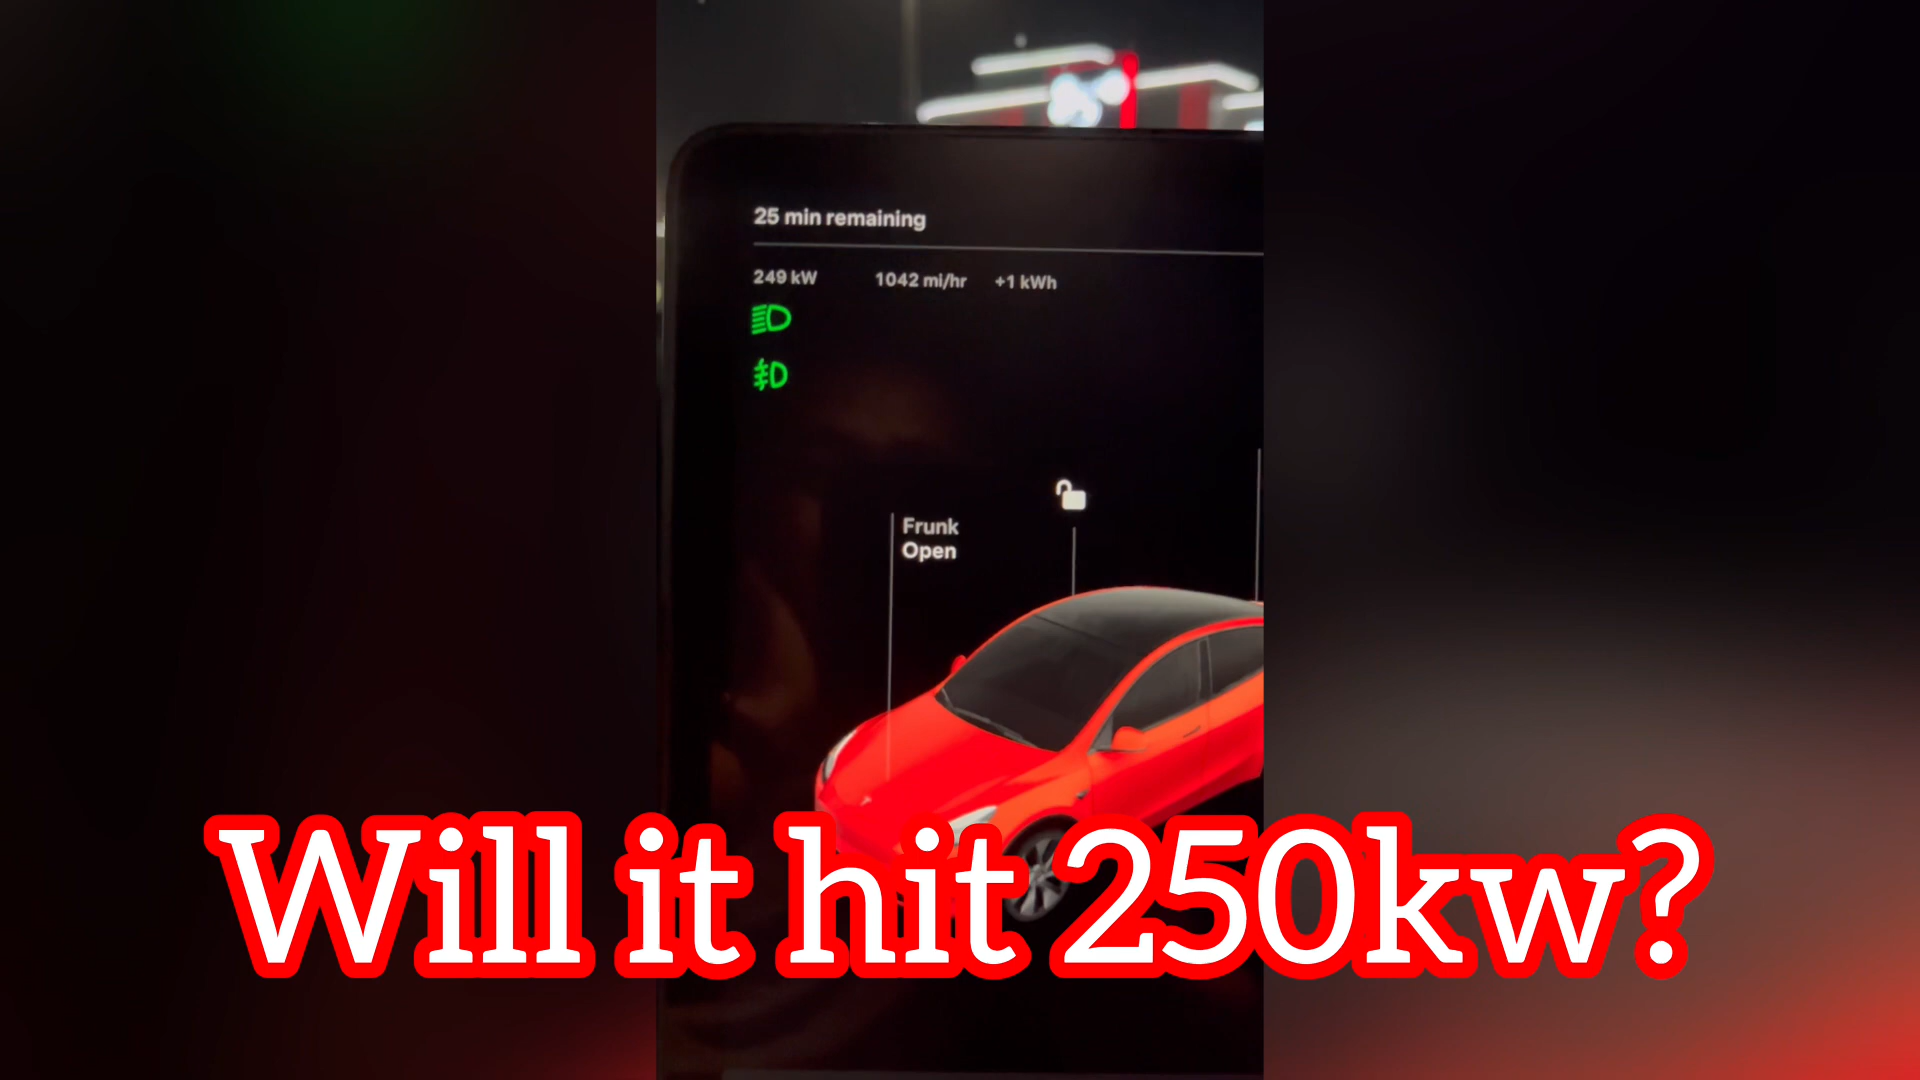 25 min remaining
249 kW 1042 mi/hr +1 kWh
Frunk
Open
Will it hit 250kw?